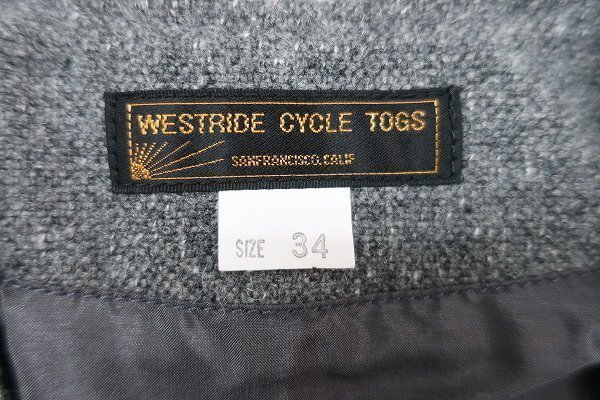 WESTRIDE CYCLE TOGS
SANFRANCISCO.CALIF
SIZE 34